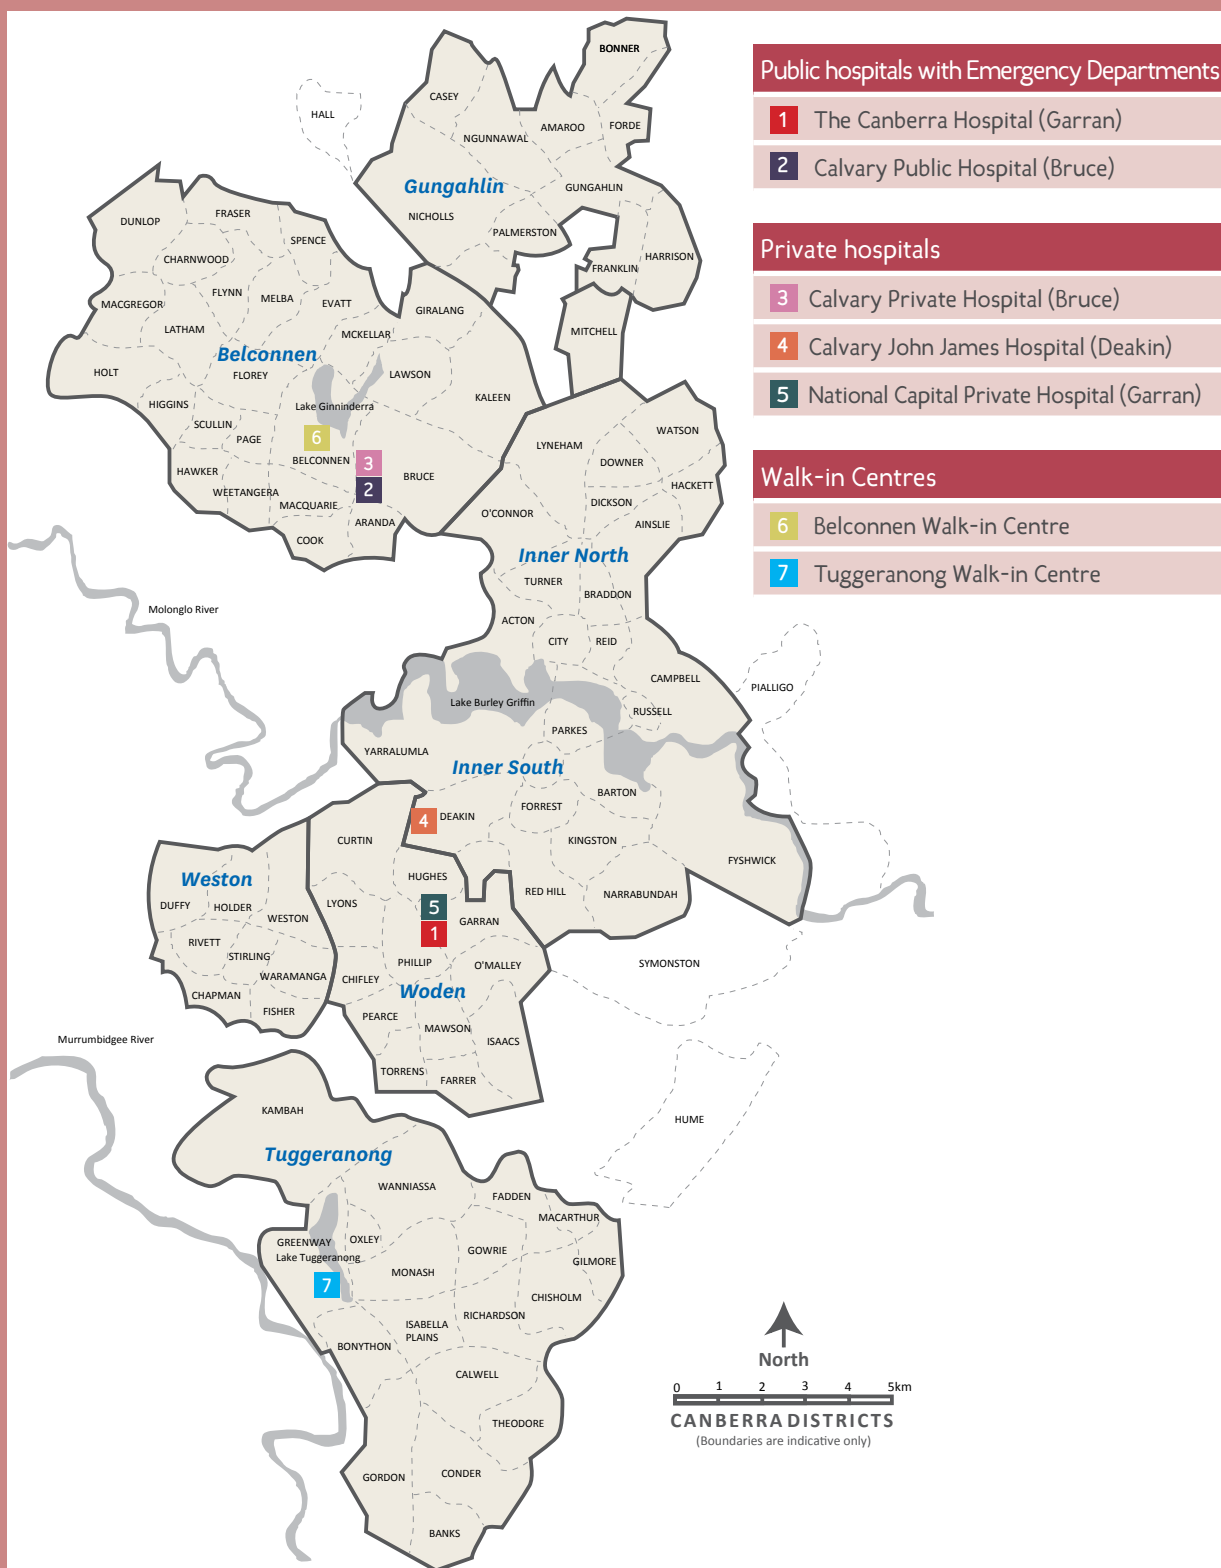 BONNER
CASEY
HALL
AMAROO
FORDE
NGUNNAWAL
Gungahlin
GUNGAHLIN
NICHOLLS
PALMERSTON
HARRISON
FRANKLIN
MITCHELL
DUNLOP
FRASER
SPENCE
CHARNWOOD
FLYNN
MELBA
EVATT
MACGREGOR
GIRALANG
LATHAM
MCKELLAR
Belconnen
HOLT
FLOREY
LAWSON
KALEEN
HIGGINS
Lake Ginninderra
SCULLIN
PAGE
6
BELCONNEN
3
HAWKER
BRUCE
2
WEETANGERA
MACQUARIE
ARANDA
COOK
WATSON
LYNEHAM
DOWNER
HACKETT
DICKSON
O'CONNOR
AINSLIE
Inner North
TURNER
BRADDON
ACTON
CITY
REID
CAMPBELL
PIALLIGO
RUSSELL
Molonglo River
Lake Burley Griffin
PARKES
YARRALUMLA
Inner South
BARTON
FORREST
DEAKIN
4
KINGSTON
FYSHWICK
RED HILL
NARRABUNDAH
CURTIN
HUGHES
LYONS
5
GARRAN
1
PHILLIP
O'MALLEY
CHIFLEY
Woden
PEARCE
MAWSON
ISAACS
TORRENS
FARRER
Weston
DUFFY
HOLDER
WESTON
RIVETT
STIRLING
WARAMANGA
CHAPMAN
FISHER
SYMONSTON
HUME
Murrumbidgee River
KAMBAH
Tuggeranong
WANNIASSA
FADDEN
MACARTHUR
GREENWAY
OXLEY
GOWRIE
Lake Tuggeranong
GILMORE
MONASH
7
CHISHOLM
RICHARDSON
ISABELLA
PLAINS
BONYTHON
CALWELL
THEODORE
GORDON
CONDER
BANKS
Public hospitals with Emergency Departments
1 The Canberra Hospital (Garran)
2 Calvary Public Hospital (Bruce)
Private hospitals
3 Calvary Private Hospital (Bruce)
4 Calvary John James Hospital (Deakin)
5 National Capital Private Hospital (Garran)
Walk-in Centres
6 Belconnen Walk-in Centre
7 Tuggeranong Walk-in Centre
North
0 1 2 3 4 5km
CANBERRA DISTRICTS
(Boundaries are indicative only)